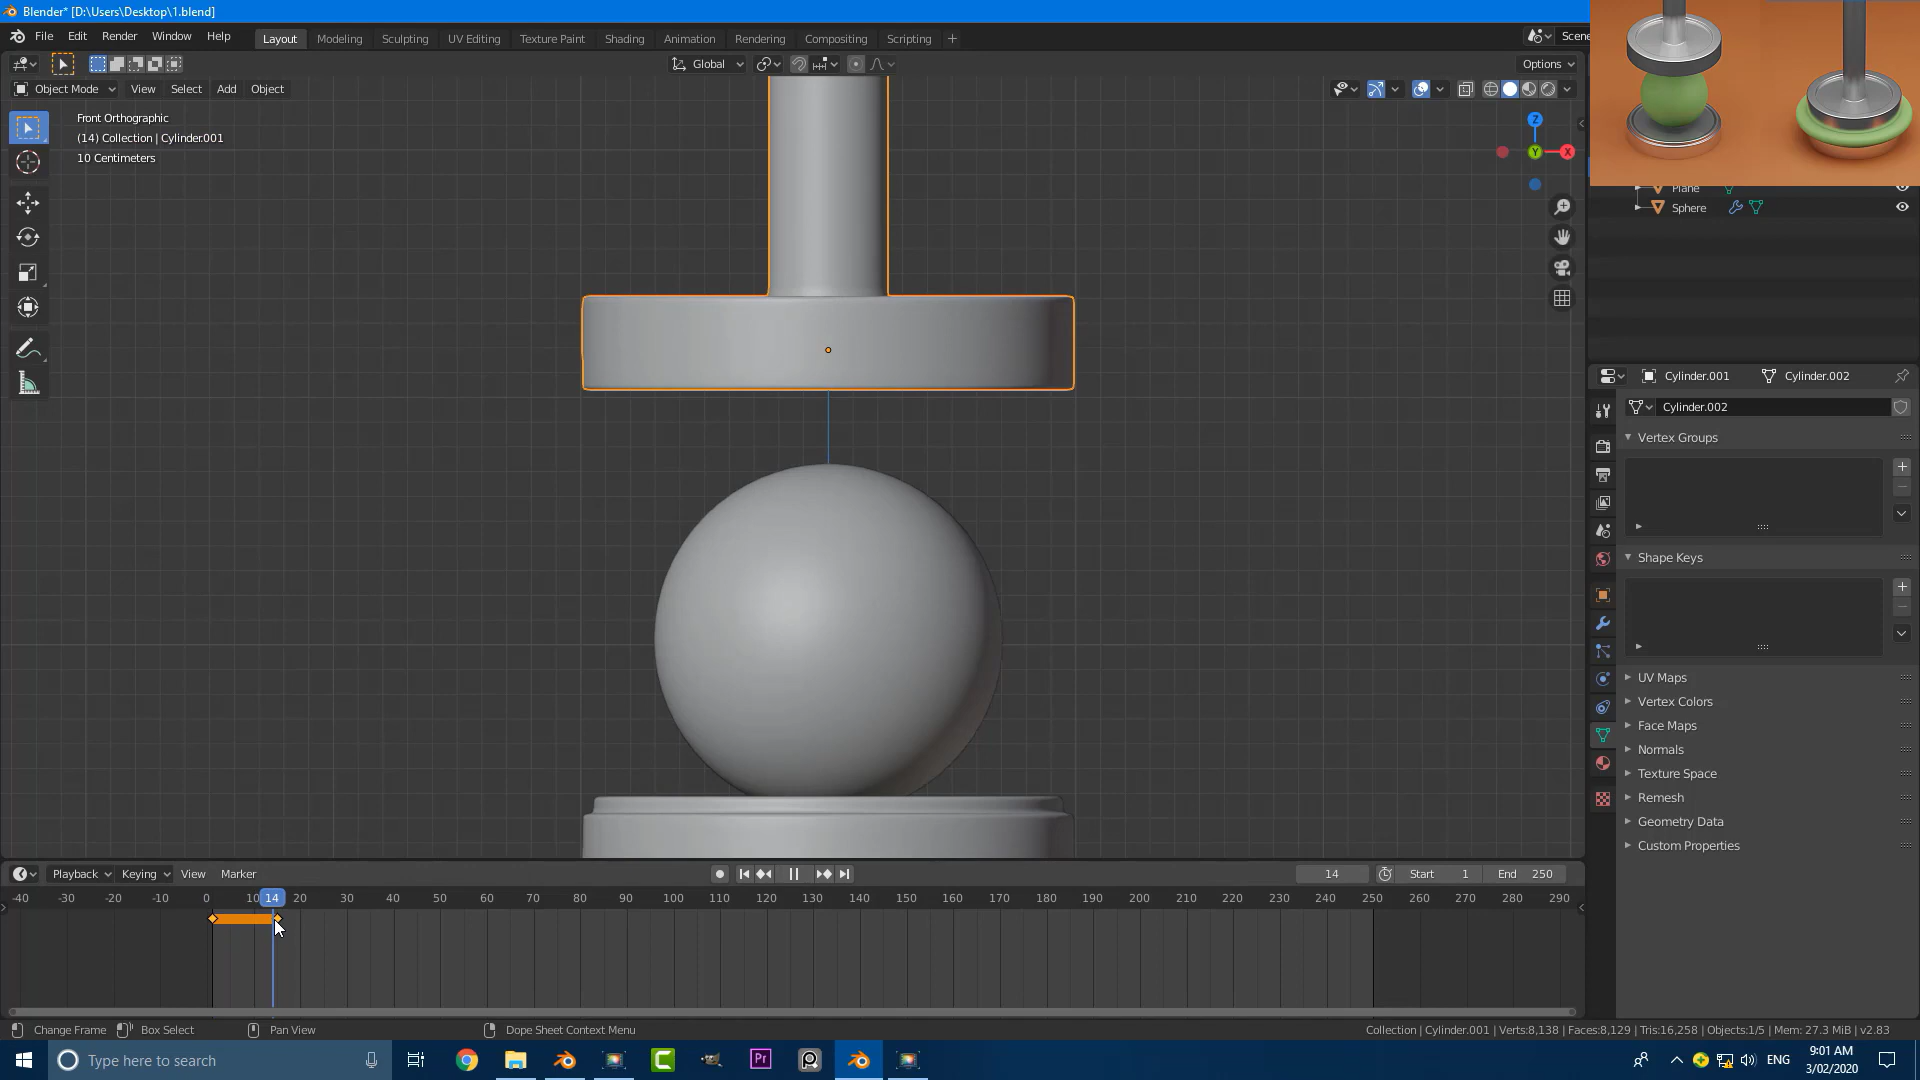 Blender* [D:\Users\Desktop\1.blend]
File Edit Render Window Help
Layout Modeling Sculpting UV Editing Texture Paint Shading Animation Rendering Compositing Scripting +
Scene
Global
Options
Object Mode View Select Add Object
Front Orthographic
(14) Collection | Cylinder.001
10 Centimeters
Z
Y
X
Plane
Sphere
Cylinder.001 Cylinder.002
Cylinder.002
Vertex Groups
Shape Keys
UV Maps
Vertex Colors
Face Maps
Normals
Texture Space
Remesh
Geometry Data
Custom Properties
Playback Keying View Marker
14 Start 1 End 250
-40 -30 -20 -10 0 10 14 20 30 40 50 60 70 80 90 100 110 120 130 140 150 160 170 180 190 200 210 220 230 240 250 260 270 280 290
Change Frame Box Select Pan View Dope Sheet Context Menu
Collection | Cylinder.001 | Verts:8,138 | Faces:8,129 | Tris:16,258 | Objects:1/5 | Mem: 27.3 MiB | v2.83
Type here to search
Pr
ENG
9:01 AM
3/02/2020